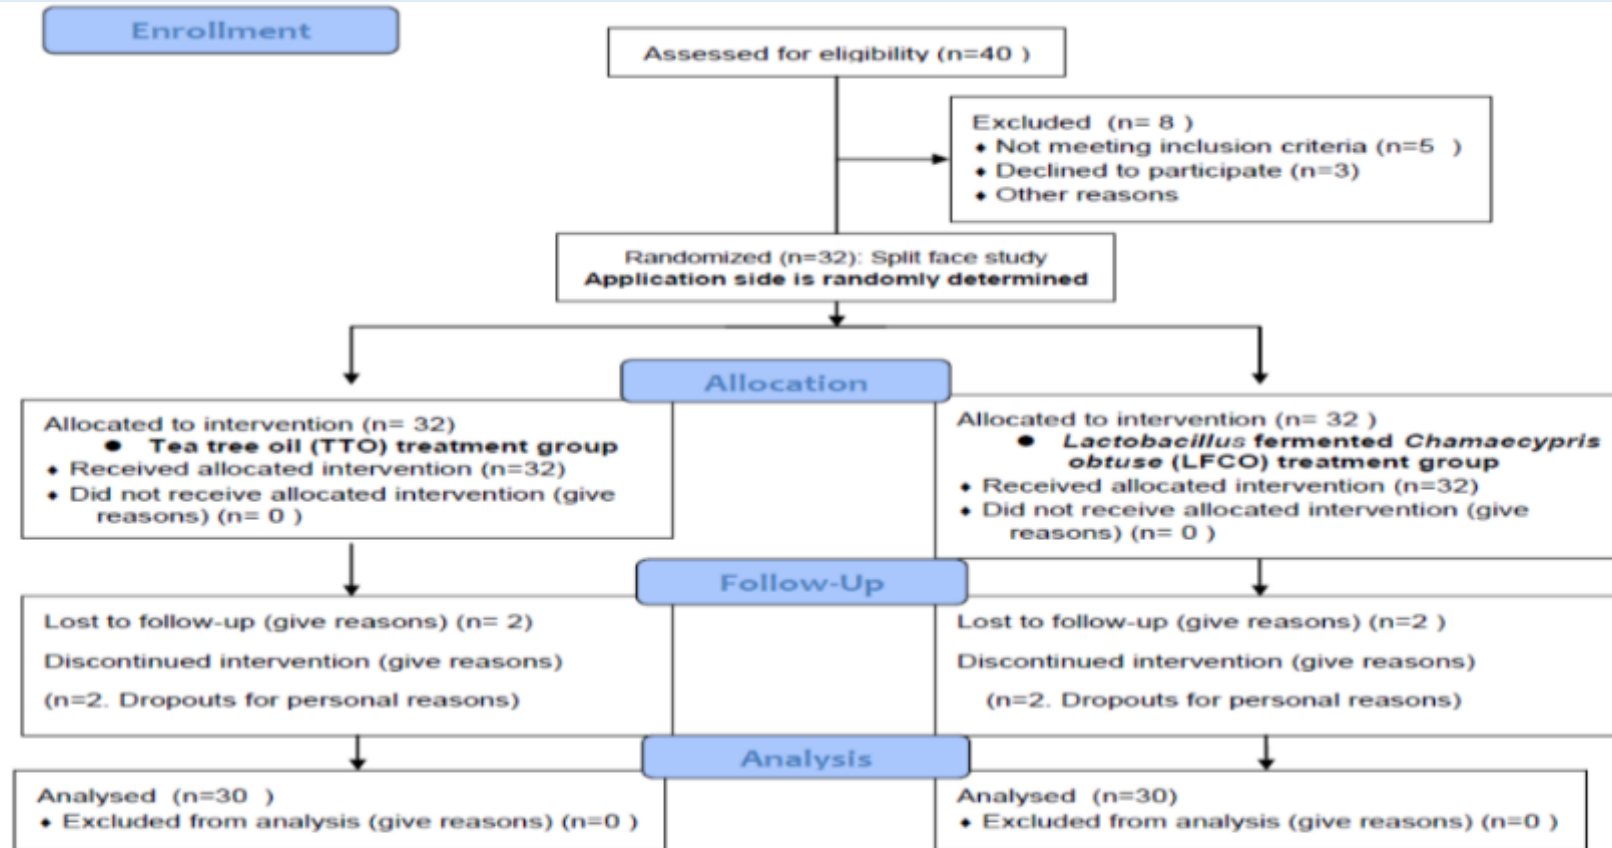 Enrollment
Assessed for eligibility (n=40 )
Excluded (n= 8 )
♦ Not meeting inclusion criteria (n=5 )
♦ Declined to participate (n=3)
♦ Other reasons
Randomized (n=32): Split face study
Application side is randomly determined
Allocation
Allocated to intervention (n= 32)
● Tea tree oil (TTO) treatment group
♦ Received allocated intervention (n=32)
♦ Did not receive allocated intervention (give
reasons) (n= 0 )
Allocated to intervention (n= 32 )
● Lactobacillus fermented Chamaecypris
obtuse (LFCO) treatment group
♦ Received allocated intervention (n=32)
♦ Did not receive allocated intervention (give
reasons) (n= 0 )
Follow-Up
Lost to follow-up (give reasons) (n= 2)
Discontinued intervention (give reasons)
(n=2. Dropouts for personal reasons)
Lost to follow-up (give reasons) (n=2 )
Discontinued intervention (give reasons)
(n=2. Dropouts for personal reasons)
Analysis
Analysed (n=30 )
♦ Excluded from analysis (give reasons) (n=0 )
Analysed (n=30)
♦ Excluded from analysis (give reasons) (n=0 )